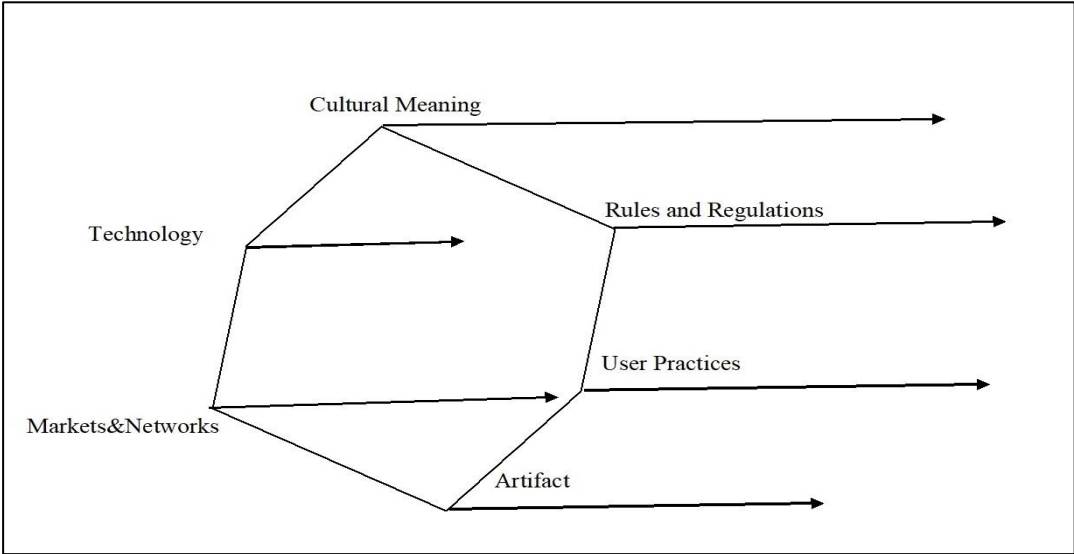 Cultural Meaning
Rules and Regulations
Technology
User Practices
Markets&Networks
Artifact